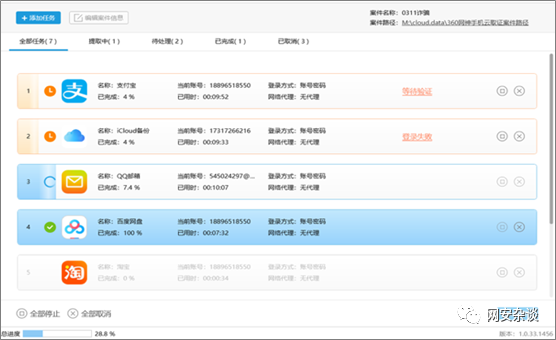 + 添加任务 编辑案件信息 案件名称：0311诈骗
案件路径：M:\cloud.data\360网神手机云取证案件路径
全部任务( 7 ) 提取中( 1 ) 待处理( 2 ) 已完成( 1 ) 已取消( 3 )
1 支 名称：支付宝 当前账号：18896518550 登录方式：账号密码 等待验证
已完成：4 % 已用时：00:09:52 网络代理：无代理
2 名称：iCloud备份 当前账号：17317266216 登录方式：账号密码 登录失败
已完成：4 % 已用时：00:09:33 网络代理：无代理
3 名称：QQ邮箱 当前账号：545024297@... 登录方式：账号密码
已完成：7.4 % 已用时：00:10:07 网络代理：无代理
4 名称：百度网盘 当前账号：18896518550 登录方式：账号密码
已完成：100 % 已用时：00:07:32 网络代理：无代理
5 淘 名称：淘宝 当前账号：18896518550 登录方式：账号密码
已完成：0 % 已用时：00:00:34 网络代理：无代理
全部停止 全部取消 网安杂谈
总进度 28.8 % 版本：1.0.33.1456